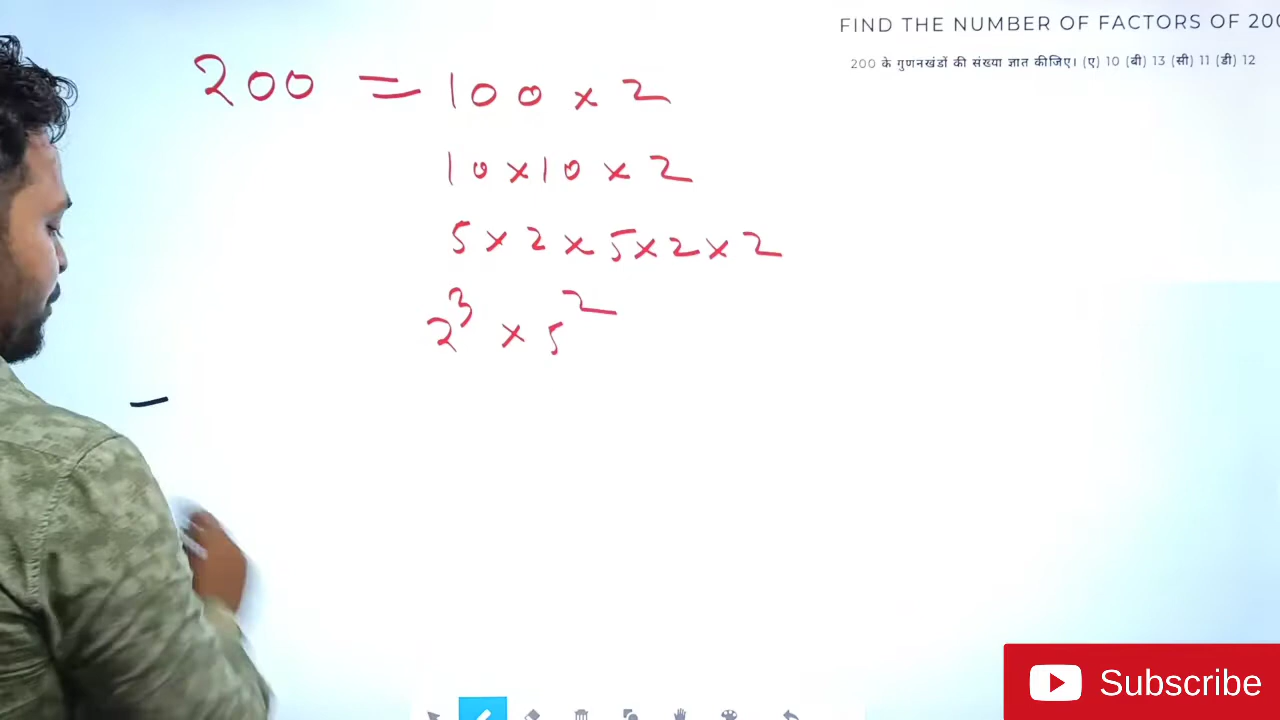 FIND THE NUMBER OF FACTORS OF 200
200 के गुणनखंडों की संख्या ज्ञात कीजिए। (ए) 10 (बी) 13 (सी) 11 (डी) 12
200 = 100 × 2
10 × 10 × 2
5 × 2 × 5 × 2 × 2
2³ × 5²
Subscribe